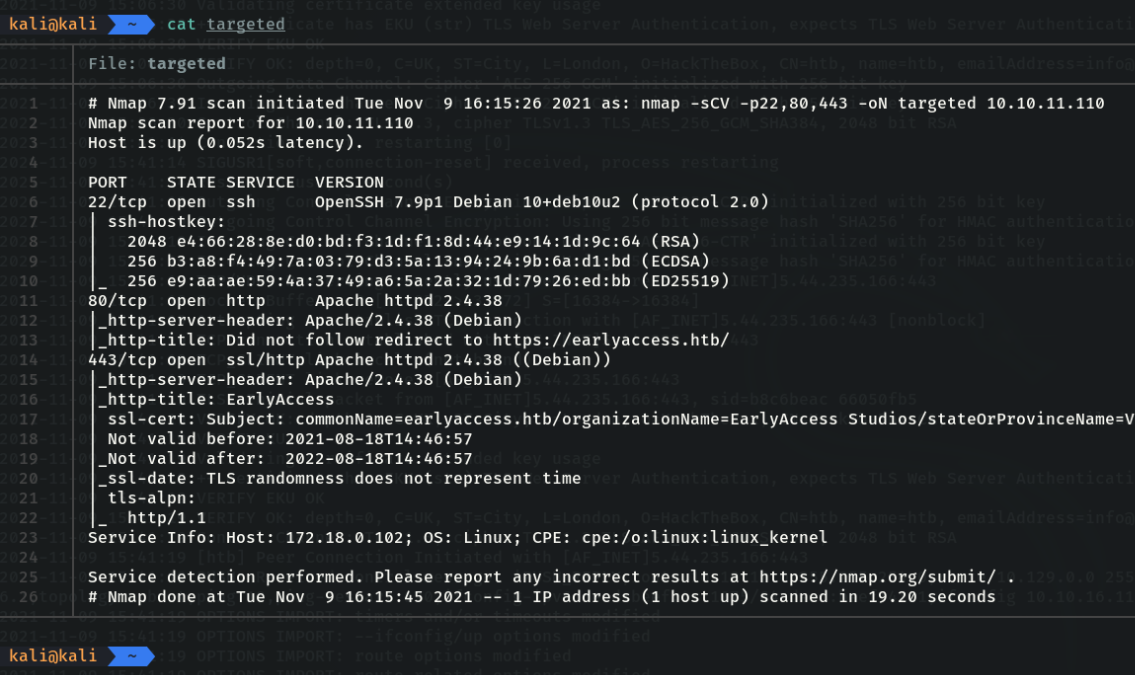 kali@kali ~ cat targeted
File: targeted
1 # Nmap 7.91 scan initiated Tue Nov  9 16:15:26 2021 as: nmap -sCV -p22,80,443 -oN targeted 10.10.11.110
2 Nmap scan report for 10.10.11.110
3 Host is up (0.052s latency).
4
5 PORT    STATE SERVICE  VERSION
6 22/tcp  open  ssh      OpenSSH 7.9p1 Debian 10+deb10u2 (protocol 2.0)
7 | ssh-hostkey:
8 |   2048 e4:66:28:8e:d0:bd:f3:1d:f1:8d:44:e9:14:1d:9c:64 (RSA)
9 |   256 b3:a8:f4:49:7a:03:79:d3:5a:13:94:24:9b:6a:d1:bd (ECDSA)
10 |_  256 e9:aa:ae:59:4a:37:49:a6:5a:2a:32:1d:79:26:ed:bb (ED25519)
11 80/tcp  open  http     Apache httpd 2.4.38
12 |_http-server-header: Apache/2.4.38 (Debian)
13 |_http-title: Did not follow redirect to https://earlyaccess.htb/
14 443/tcp open  ssl/http Apache httpd 2.4.38 ((Debian))
15 |_http-server-header: Apache/2.4.38 (Debian)
16 |_http-title: EarlyAccess
17 | ssl-cert: Subject: commonName=earlyaccess.htb/organizationName=EarlyAccess Studios/stateOrProvinceName=V
18 | Not valid before: 2021-08-18T14:46:57
19 |_Not valid after:  2022-08-18T14:46:57
20 |_ssl-date: TLS randomness does not represent time
21 | tls-alpn:
22 |_  http/1.1
23 Service Info: Host: 172.18.0.102; OS: Linux; CPE: cpe:/o:linux:linux_kernel
24
25 Service detection performed. Please report any incorrect results at https://nmap.org/submit/ .
26 # Nmap done at Tue Nov  9 16:15:45 2021 -- 1 IP address (1 host up) scanned in 19.20 seconds
kali@kali ~